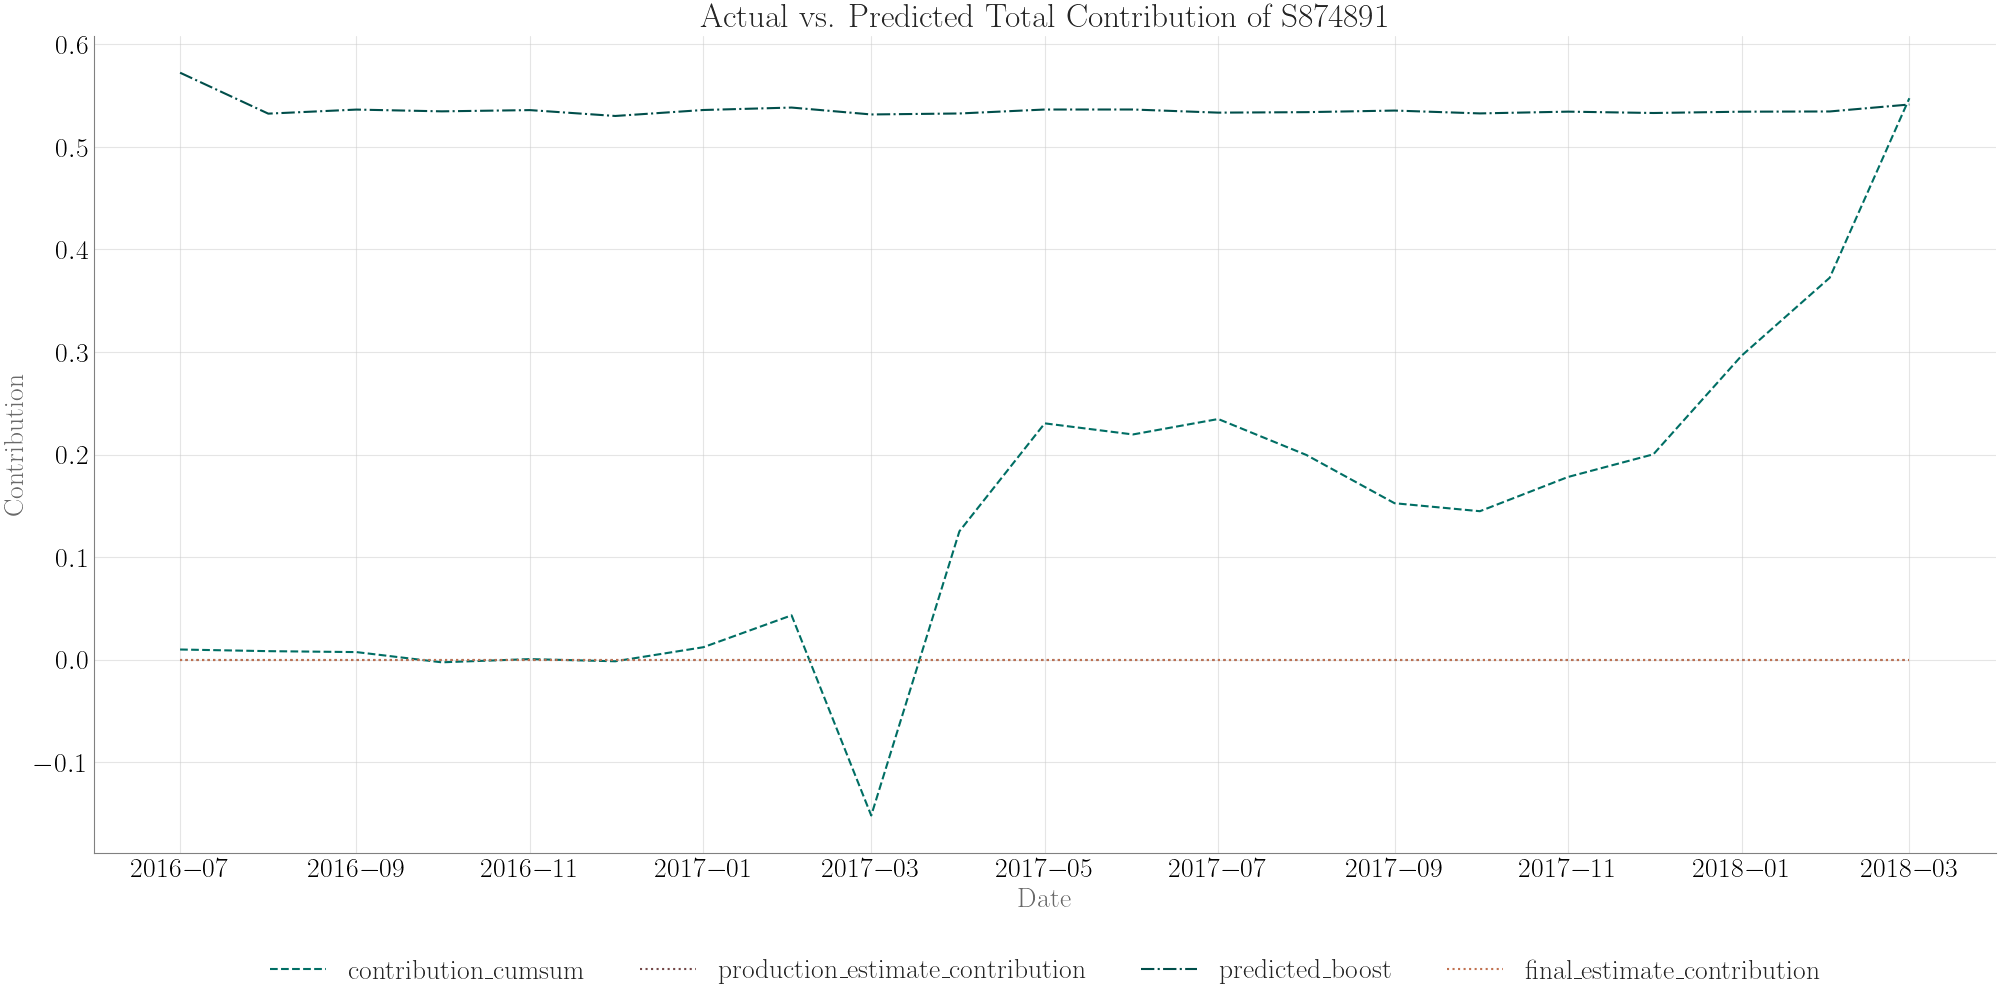 Actual vs. Predicted Total Contribution of S874891
0.6
0.5
0.4
0.3
0.2
0.1
0.0
−0.1
Contribution
2016−07 2016−09 2016−11 2017−01 2017−03 2017−05 2017−07 2017−09 2017−11 2018−01 2018−03
Date
contribution_cumsum production_estimate_contribution predicted_boost final_estimate_contribution